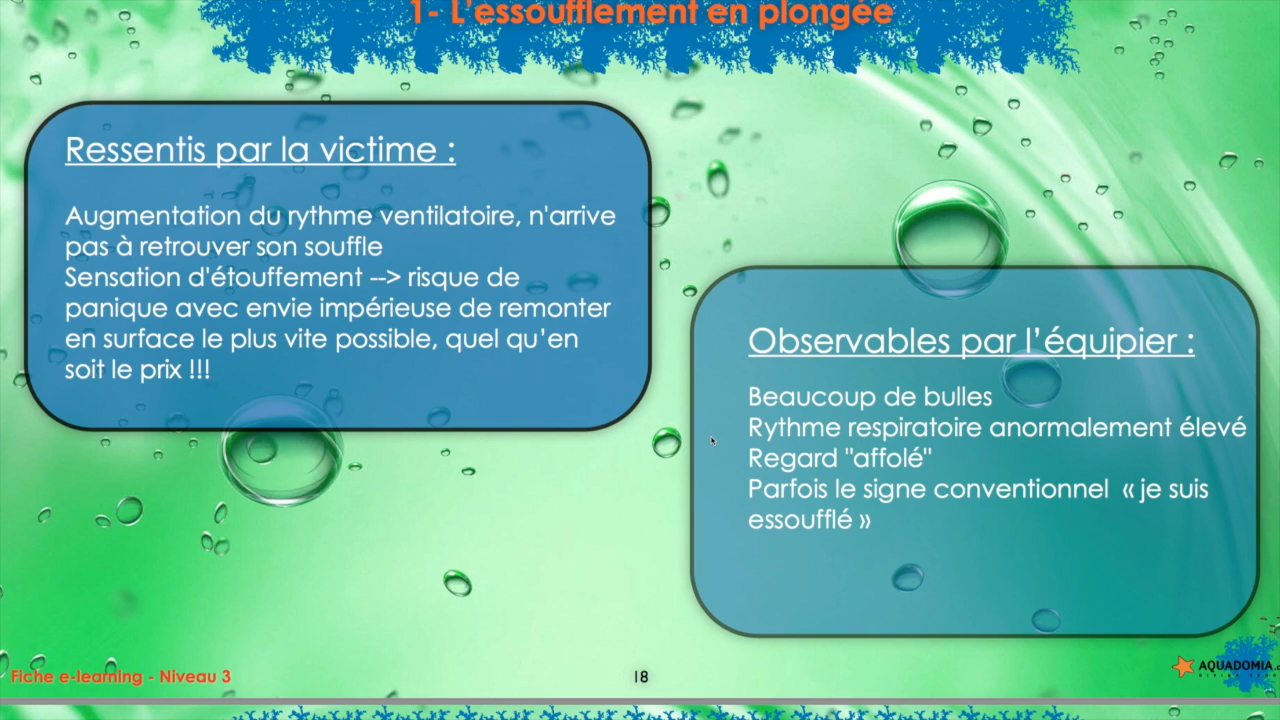 1- L’essoufflement en plongée
Ressentis par la victime :
Augmentation du rythme ventilatoire, n'arrive
pas à retrouver son souffle
Sensation d'étouffement --> risque de
panique avec envie impérieuse de remonter
en surface le plus vite possible, quel qu’en
soit le prix !!!
Observables par l’équipier :
Beaucoup de bulles
Rythme respiratoire anormalement élevé
Regard "affolé"
Parfois le signe conventionnel « je suis
essoufflé »
Fiche e-learning - Niveau 3
18
AQUADOMIA.c